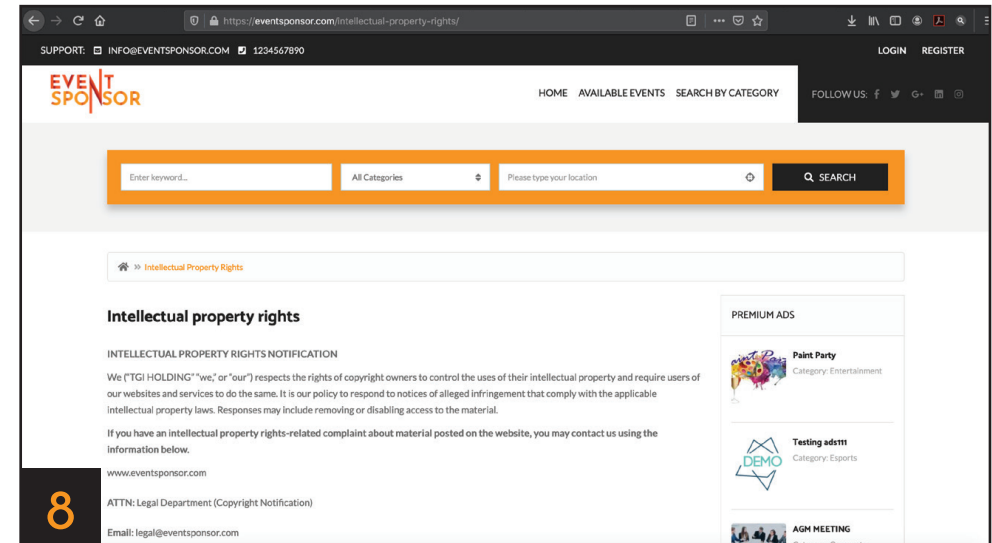 https://eventsponsor.com/intellectual-property-rights/
SUPPORT: INFO@EVENTSPONSOR.COM 1234567890
LOGIN REGISTER
EVENT
SPONSOR
HOME AVAILABLE EVENTS SEARCH BY CATEGORY
FOLLOW US:
Enter keyword...
All Categories
Please type your location
SEARCH
» Intellectual Property Rights
Intellectual property rights
INTELLECTUAL PROPERTY RIGHTS NOTIFICATION
We ("TGI HOLDING" "we," or "our") respects the rights of copyright owners to control the uses of their intellectual property and require users of
our websites and services to do the same. It is our policy to respond to notices of alleged infringement that comply with the applicable
intellectual property laws. Responses may include removing or disabling access to the material.
If you have an intellectual property rights-related complaint about material posted on the website, you may contact us using the
information below.
www.eventsponsor.com
ATTN: Legal Department (Copyright Notification)
Email: legal@eventsponsor.com
PREMIUM ADS
Paint Party
Category: Entertainment
Testing ads111
Category: Esports
DEMO
AGM MEETING
8